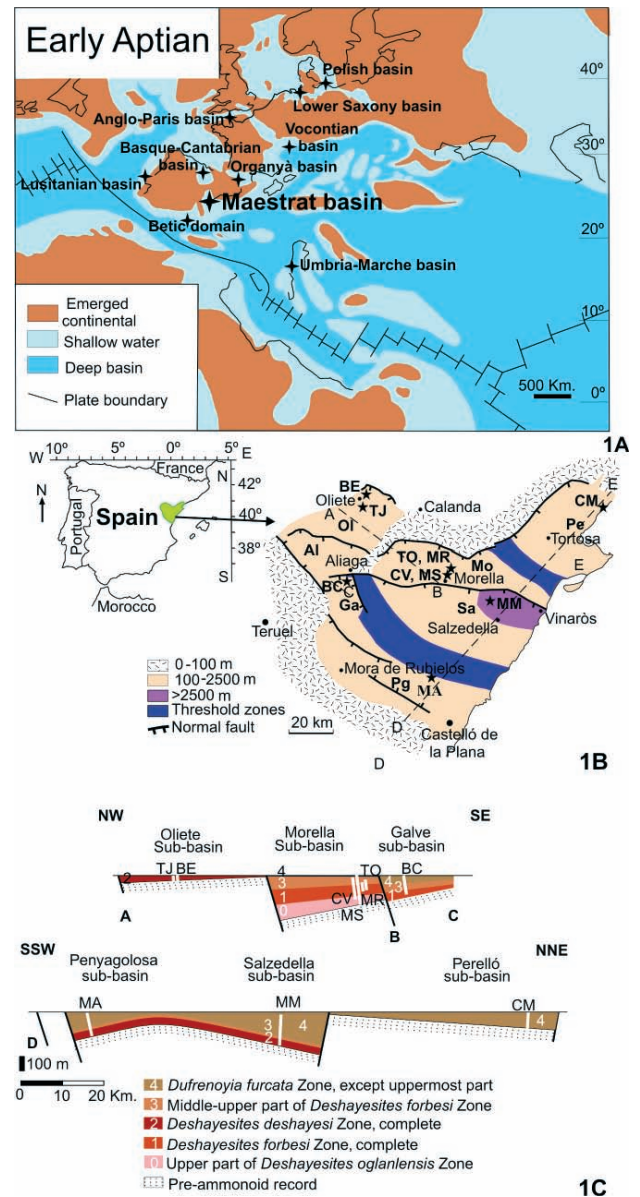 Early Aptian
Polish basin
40º
Lower Saxony basin
Anglo-Paris basin
Vocontian
basin
Basque-Cantabrian
basin
30º
Organyà basin
Lusitanian basin
Maestrat basin
Betic domain
20º
Umbria-Marche basin
Emerged
continental
Shallow water
Deep basin
Plate boundary
10º
500 Km.
0º
1A
W 10º 5º 0º 5º E
France
N
42º
40º
38º
S
N
Portugal
Spain
Morocco
BE
Oliete
A
TJ
Ol
Calanda
CM
E
Pe
Tortosa
E
Al
Aliaga
TQ, MR
Mo
CV, MS
Morella
B
BC
C
Ga
Sa
MM
Salzedella
Vinaròs
Teruel
Mora de Rubielos
MA
Pg
D
Castelló de
la Plana
D
0-100 m
100-2500 m
>2500 m
Threshold zones
Normal fault
20 km
1B
NW
SE
Oliete
Sub-basin
Morella
Sub-basin
Galve
Sub-basin
TJ BE
4
TQ
BC
2
3
1
0
CV
MS
MR
4
3
1
A
B
C
SSW
NNE
Penyagolosa
sub-basin
Salzedella
sub-basin
Perelló
sub-basin
MA
MM
CM
3
4
2
4
D
100 m
0 10 20 Km.
4 Dufrenoyia furcata Zone, except uppermost part
3 Middle-upper part of Deshayesites forbesi Zone
2 Deshayesites deshayesi Zone, complete
1 Deshayesites forbesi Zone, complete
0 Upper part of Deshayesites oglanlensis Zone
Pre-ammonoid record
1C